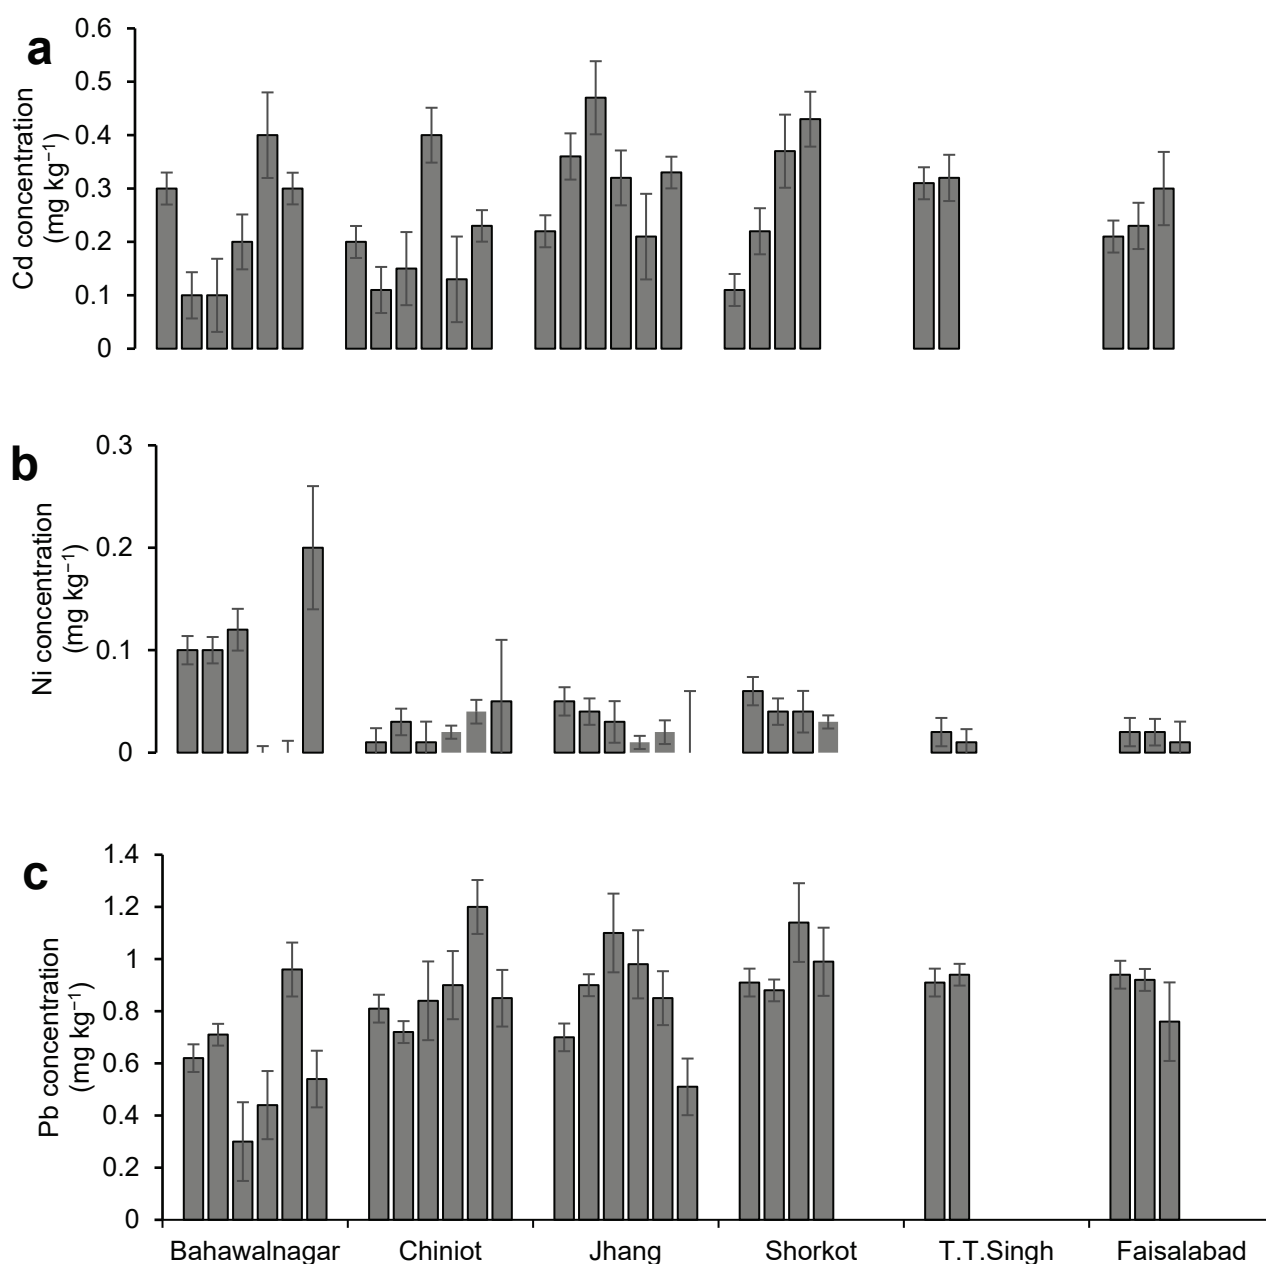 a
Cd concentration
(mg kg⁻¹)
0.6
0.5
0.4
0.3
0.2
0.1
0
b
Ni concentration
(mg kg⁻¹)
0.3
0.2
0.1
0
c
Pb concentration
(mg kg⁻¹)
1.4
1.2
1
0.8
0.6
0.4
0.2
0
Bahawalnagar Chiniot Jhang Shorkot T.T.Singh Faisalabad